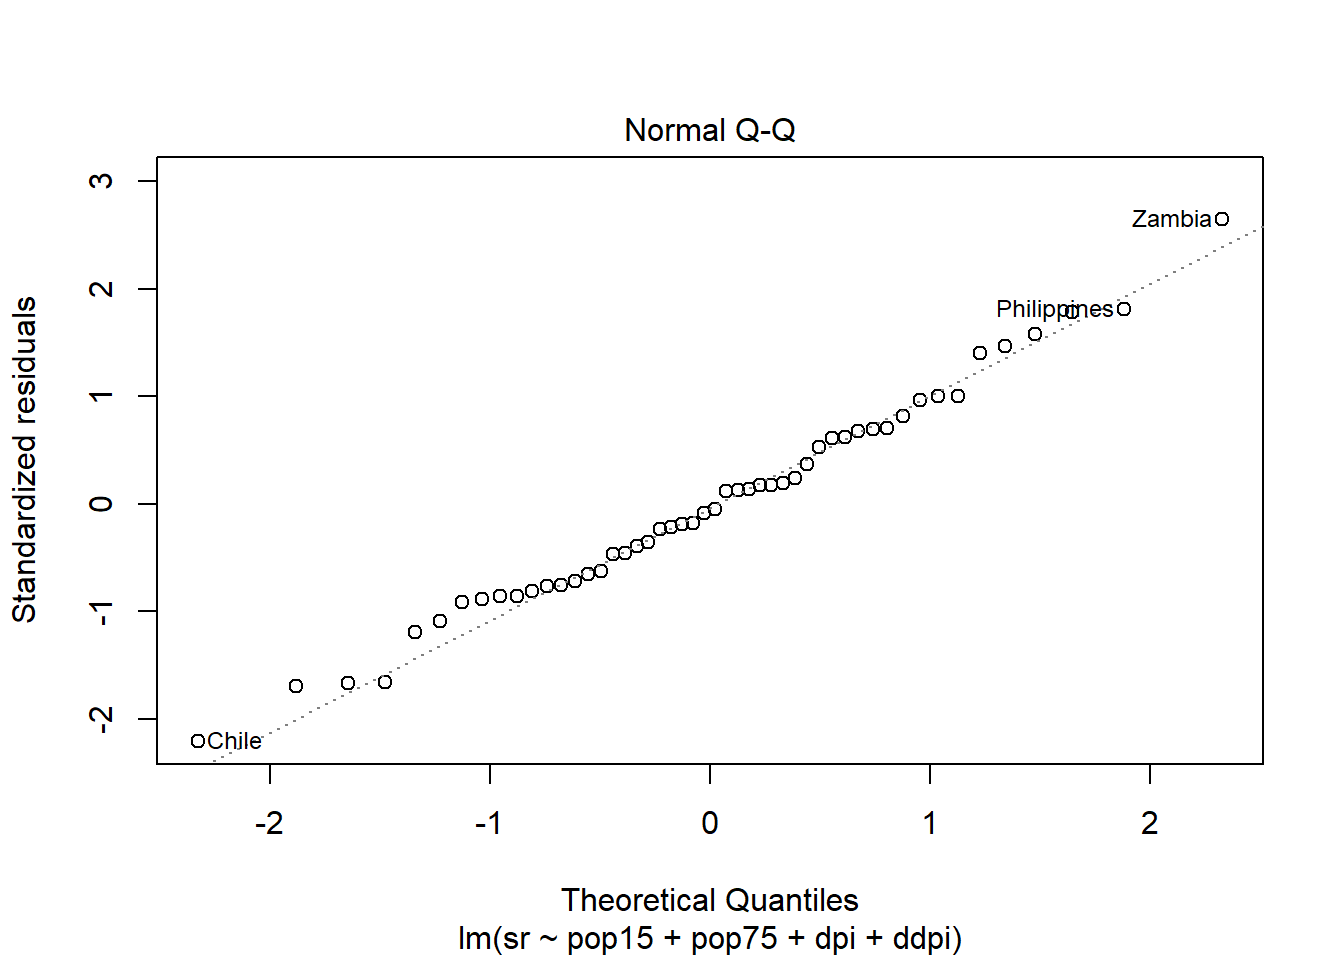 Normal Q-Q
Standardized residuals
3
2
1
0
-1
-2
Zambia
Philippines
Chile
-2
-1
0
1
2
Theoretical Quantiles
lm(sr ~ pop15 + pop75 + dpi + ddpi)